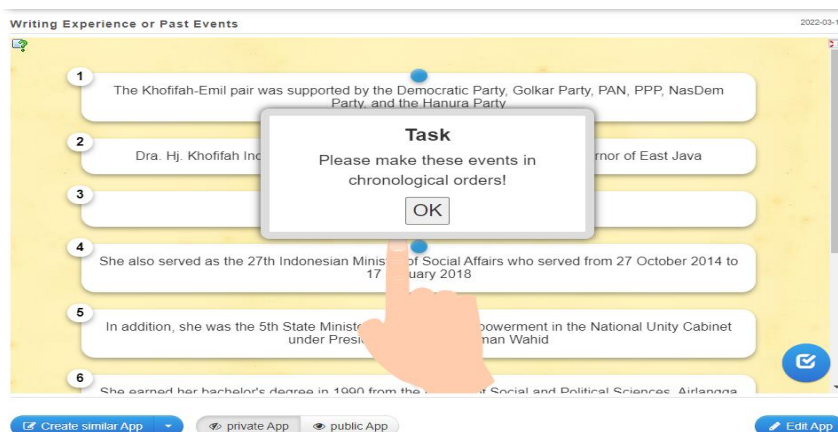 Writing Experience or Past Events
2022-03-1
1
The Khofifah-Emil pair was supported by the Democratic Party, Golkar Party, PAN, PPP, NasDem
Party, and the Hanura Party
Task
Please make these events in
chronological orders!
OK
2
Dra. Hj. Khofifah Ind rnor of East Java
3
4
She also served as the 27th Indonesian Minis of Social Affairs who served from 27 October 2014 to
17 uary 2018
5
In addition, she was the 5th State Ministe powerment in the National Unity Cabinet
under Presi man Wahid
6
She earned her bachelor's degree in 1990 from the Social and Political Sciences, Airlangga
Create similar App
private App
public App
Edit App